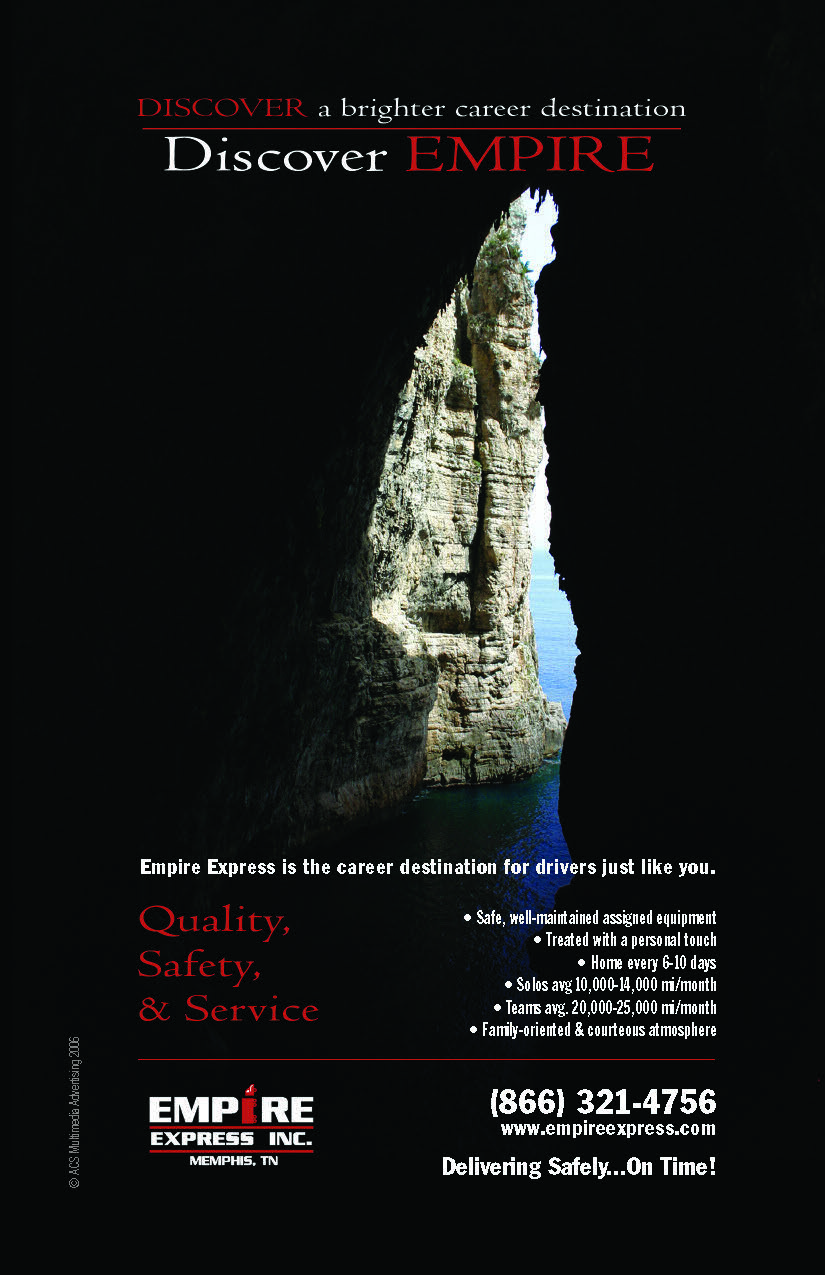 DISCOVER a brighter career destination
Discover EMPIRE
Empire Express is the career destination for drivers just like you.
Quality,
Safety,
& Service
• Safe, well-maintained assigned equipment
• Treated with a personal touch
• Home every 6-10 days
• Solos avg 10,000-14,000 mi/month
• Teams avg. 20,000-25,000 mi/month
• Family-oriented & courteous atmosphere
© ACS Multimedia Advertising 2006
EMPIRE
EXPRESS INC.
MEMPHIS, TN
(866) 321-4756
www.empireexpress.com
Delivering Safely...On Time!